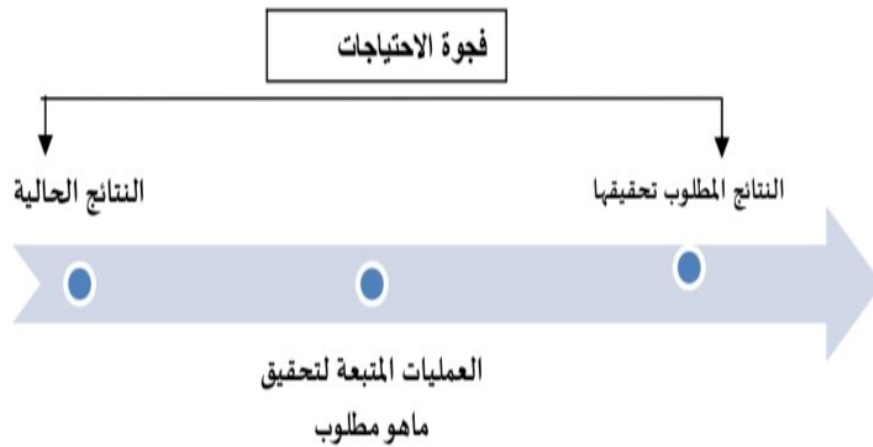 فجوة الاحتياجات
النتائج المطلوب تحقيقها
النتائج الحالية
العمليات المتبعة لتحقيق
ماهو مطلوب